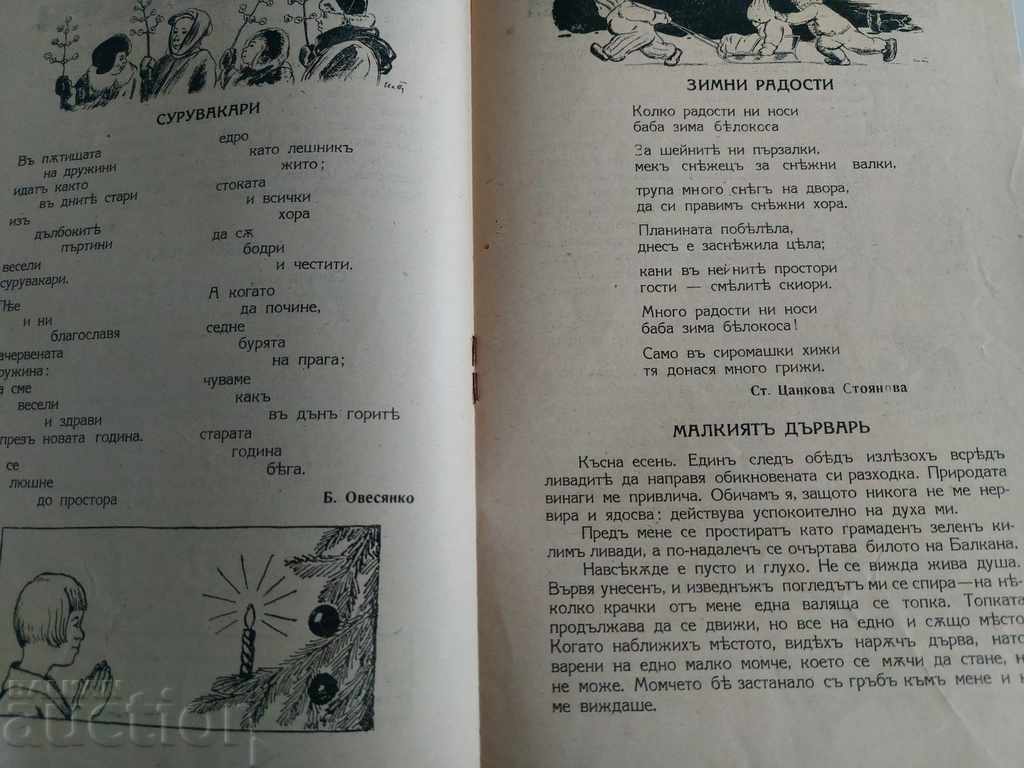 СУРУВАКАРИ
Въ пѫтищата
на дружини
идатъ както
въ днитѣ стари
изъ
дълбокитѣ
пъртини
весели
сурувакари.
Пѣе
и ни
благославя
ачервената
ружина:
а сме
весели
и здрави
презъ новата година.
се
люшне
до простора
едро
като лешникъ
жито;
стоката
и всички
хора
да сѫ
бодри
и честити.
А когато
да почине,
седне
бурята
на прага;
чуваме
какъ
въ дънъ горитѣ
старата
година
бѣга.
Б. Овесянко
ЗИМНИ РАДОСТИ
Колко радости ни носи
баба зима бѣлокоса
За шейните ни пързалки,
мекъ снѣжецъ за снѣжни валки,
трупа много снѣгъ на двора,
да си правимъ снѣжни хора.
Планината побѣлѣла,
днесъ е заснѣжила цѣла;
кани въ нейнитѣ простори
гости — смѣлитѣ скиори.
Много радости ни носи
баба зима бѣлокоса!
Само въ сиромашки хижи
тя донася много грижи.
Ст. Цанкова Стоянова
МАЛКИЯТЪ ДЪРВАРЬ
Късна есень. Единъ следъ обѣдъ излѣзохъ всрѣдъ
ливадитѣ да направя обикновената си разходка. Природата
винаги ме привлича. Обичамъ я, защото никога не ме нер-
вира и ядосва: действува успокоително на духа ми.
Предъ мене се простиратъ като грамаденъ зеленъ ки-
лимъ ливади, а по-надалечъ се очъртава билото на Балкана.
Навсѣкѫде е пусто и глухо. Не се вижда жива душа.
Вървя унесенъ, и изведнъжъ погледътъ ми се спира—на нѣ-
колко крачки отъ мене една валяща се топка. Топката
продължава да се движи, но все на едно и сѫщо мѣсто
Когато наближихъ мѣстото, видѣхъ нарѫчъ дърва, нато
варени на едно малко момче, което се мѫчи да стане, н
не може. Момчето бѣ застанало съ гръбъ къмъ мене и н
ме виждаше.
auction